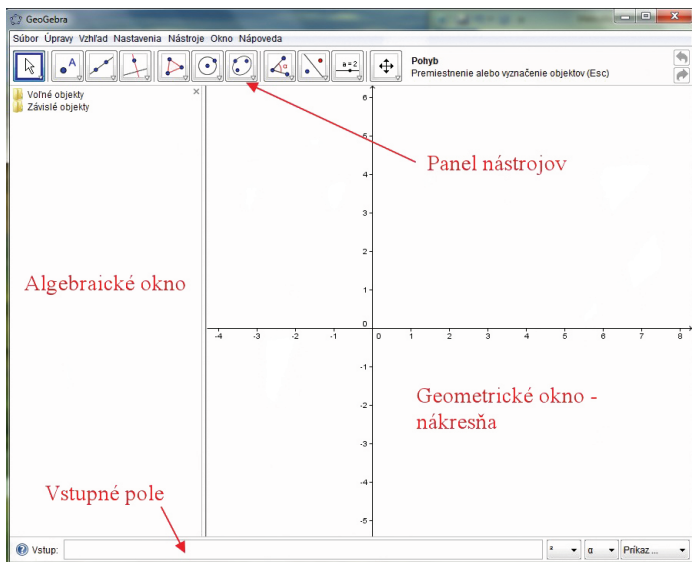 GeoGebra
Súbor Úpravy Vzhľad Nastavenia Nástroje Okno Nápoveda
A
α
a=2
Pohyb
Premiestnenie alebo vyznačenie objektov (Esc)
Voľné objekty
Závislé objekty
Panel nástrojov
Algebraické okno
Geometrické okno -
nákresňa
Vstupné pole
6
5
4
3
2
1
0
-4 -3 -2 -1 0 1 2 3 4 5 6 7 8
-1
-2
-3
-4
-5
Vstup:
² α Príkaz ...